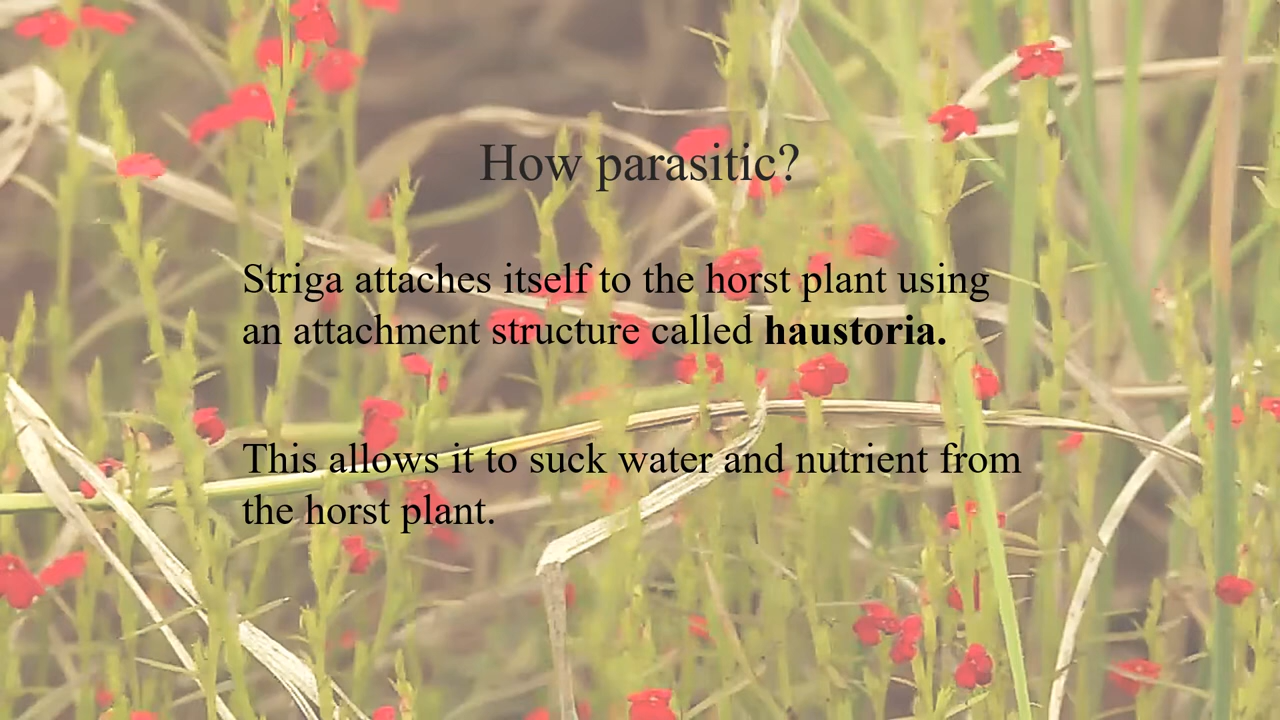 How parasitic?
Striga attaches itself to the horst plant using
an attachment structure called haustoria.
This allows it to suck water and nutrient from
the horst plant.